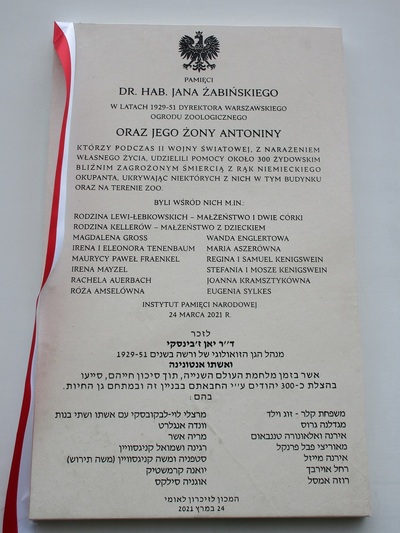 PAMIĘCI
DR. HAB. JANA ŻABIŃSKIEGO
W LATACH 1929-51 DYREKTORA WARSZAWSKIEGO
OGRODU ZOOLOGICZNEGO
ORAZ JEGO ŻONY ANTONINY
KTÓRZY PODCZAS II WOJNY ŚWIATOWEJ, Z NARAŻENIEM
WŁASNEGO ŻYCIA, UDZIELILI POMOCY OKOŁO 300 ŻYDOWSKIM
BLIŹNIM ZAGROŻONYM ŚMIERCIĄ Z RĄK NIEMIECKIEGO
OKUPANTA, UKRYWAJĄC NIEKTÓRYCH Z NICH W TYM BUDYNKU
ORAZ NA TERENIE ZOO.
BYLI WŚRÓD NICH M.IN.:
RODZINA LEWI-ŁEBKOWSKICH – MAŁŻEŃSTWO I DWIE CÓRKI
RODZINA KELLERÓW – MAŁŻEŃSTWO Z DZIECKIEM
MAGDALENA GROSS WANDA ENGLERTOWA
IRENA I ELEONORA TENENBAUM MARIA ASZERÓWNA
MAURYCY PAWEŁ FRAENKEL REGINA I SAMUEL KENIGSWEIN
IRENA MAYZEL STEFANIA I MOSZE KENIGSWEIN
RACHELA AUERBACH JOANNA KRAMSZTYKÓWNA
RÓŻA AMSELÓWNA EUGENIA SYLKES
INSTYTUT PAMIĘCI NARODOWEJ
24 MARCA 2021 R.
לזכר
ד״ר יאן ז'בינסקי
מנהל הגן הזואולוגי של ורשה בשנים 1929-51
ואשתו אנטונינה
אשר בזמן מלחמת העולם השנייה, תוך סיכון חייהם, סייעו
בהצלת כ-300 יהודים ע״י החבאתם בבניין זה ובמתחם גן החיות.
בהם:
משפחת קלר - זוג וילד מרצלי לוי-לבקובסקי עם אשתו ושתי בנות
מגדלנה גרוס וונדה אנגלרט
אירנה ואלאונורה טננבאום מריה אשר
מאוריצי פבל פרנקל רגינה ושמואל קניגסוויין
אירנה מייזל סטפניה ומשה קניגסוויין (משה תירוש)
רחל אוירבך יואנה קרמשטיק
רוזה אמסל אוגניה סילקס
המכון לזיכרון לאומי
24 במרץ 2021